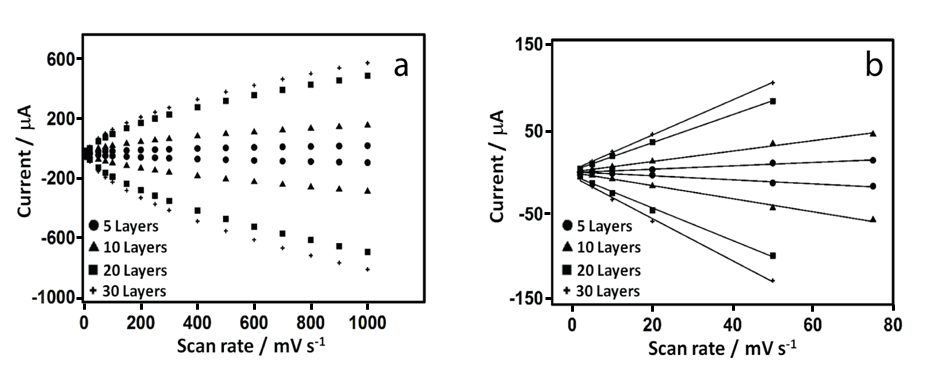 a
600
200
-200
-600
-1000
Current / μA
5 Layers
10 Layers
20 Layers
30 Layers
0 200 400 600 800 1000
Scan rate / mV s⁻¹
b
150
50
-50
-150
Current / μA
5 Layers
10 Layers
20 Layers
30 Layers
0 20 40 60 80
Scan rate / mV s⁻¹